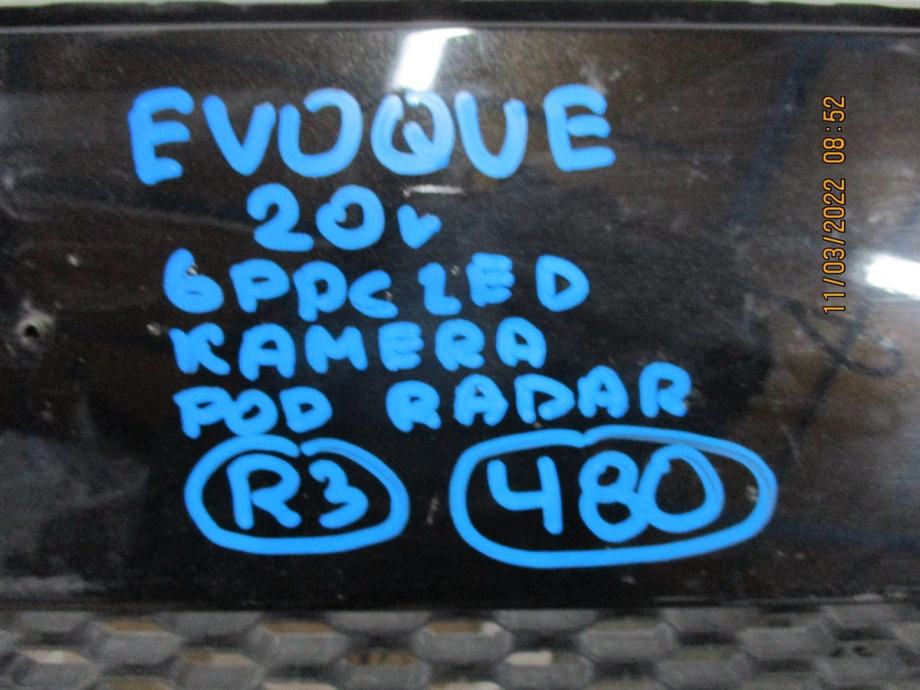 EVOQUE
20v
6PDC LED
KAMERA
POD RADAR
R3 480
11/03/2022 08:52